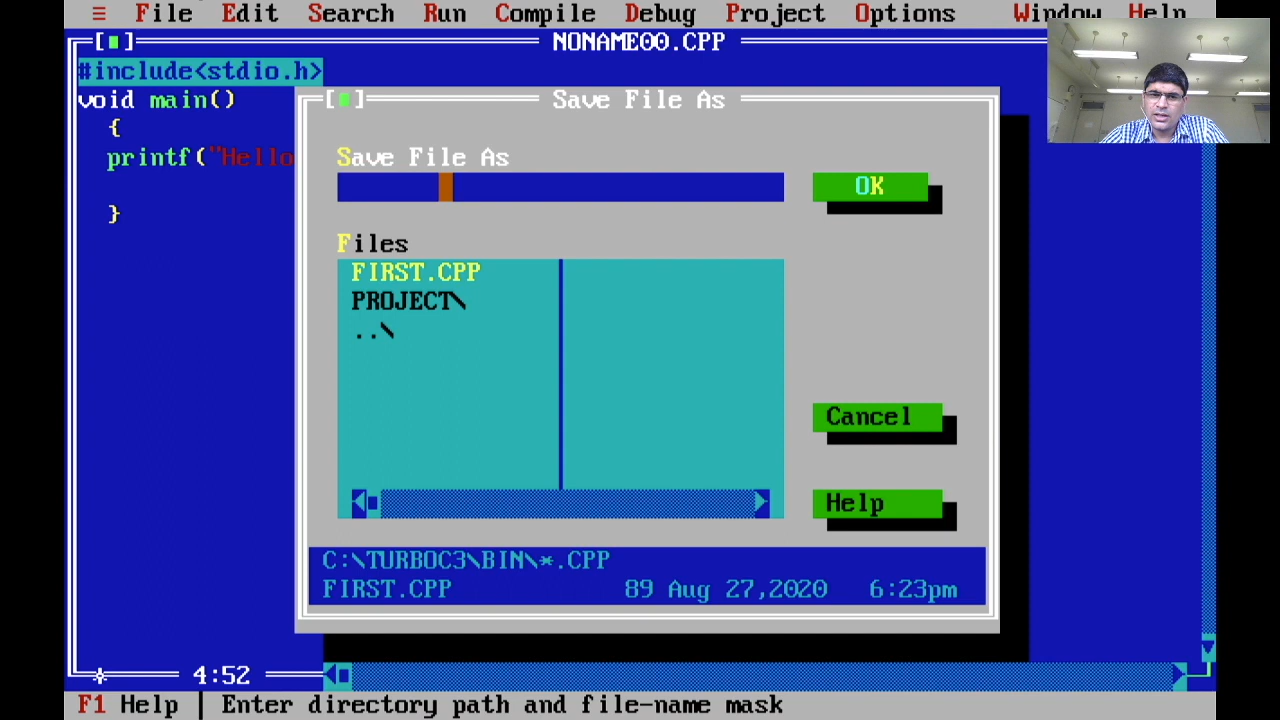 ≡ File Edit Search Run Compile Debug Project Options Window Help
NONAME00.CPP
#include<stdio.h>
void main()
{
printf("Hello
}
Save File As
Save File As
OK
Files
FIRST.CPP
PROJECT\
..\
Cancel
Help
C:\TURBOC3\BIN\*.CPP
FIRST.CPP 89 Aug 27,2020 6:23pm
4:52
F1 Help │ Enter directory path and file-name mask